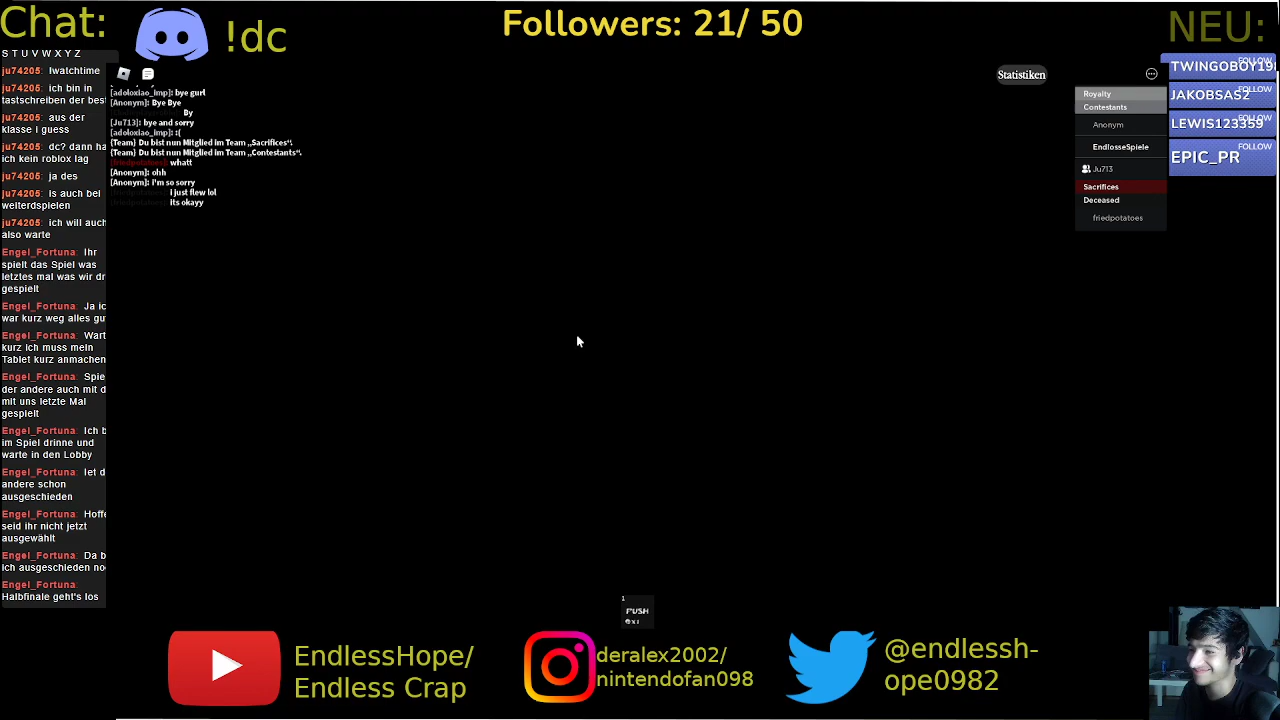 Chat:
!dc
Followers: 21/ 50
NEU:
S T U V W X Y Z
ju74205: !watchtime
ju74205: ich bin in
tastschreiben der bes
ju74205: aus der
klasse i guess
ju74205: dc? dann ha
ich kein roblox lag
ju74205: ja des
ju74205: is auch bei
weiterdspielen
ju74205: ich will auch
also warte
Engel_Fortuna: Ihr
spielt das Spiel was
letztes mal was wir dr
gespielt
Engel_Fortuna: Ja ic
war kurz weg alles gu
Engel_Fortuna: Wart
kurz Ich muss mein
Tablet kurz anmachen
Engel_Fortuna: Spie
der andere auch mit d
mit uns letzte Mal
gespielt
Engel_Fortuna: Ich b
im Spiel drinne und
warte in den Lobby
Engel_Fortuna: Iet d
andere schon
ausgeschieden
Engel_Fortuna: Hoffe
seid ihr nicht jetzt
ausgewählt
Engel_Fortuna: Da b
ich ausgeschieden no
Engel_Fortuna:
Halbfinale geht's los
[adoloxiao_imp]: bye gurl
[Anonym]: Bye Bye
By
[Ju713]: bye and sorry
[adoloxiao_imp]: :(
{Team} Du bist nun Mitglied im Team „Sacrifices“.
{Team} Du bist nun Mitglied im Team „Contestants“.
[friedpotatoes]: whatt
[Anonym]: ohh
[Anonym]: I'm so sorry
[friedpotatoes]: i just flew lol
[friedpotatoes]: its okayy
Statistiken
Royalty
Contestants
Anonym
EndlosseSpiele
Ju713
Sacrifices
Deceased
friedpotatoes
FOLLOW
TWINGOBOY19
FOLLOW
JAKOBSAS2
FOLLOW
LEWIS123359
FOLLOW
EPIC_PR
1
PUSH
EndlessHope/
Endless Crap
deralex2002/
nintendofan098
@endlessh-
ope0982